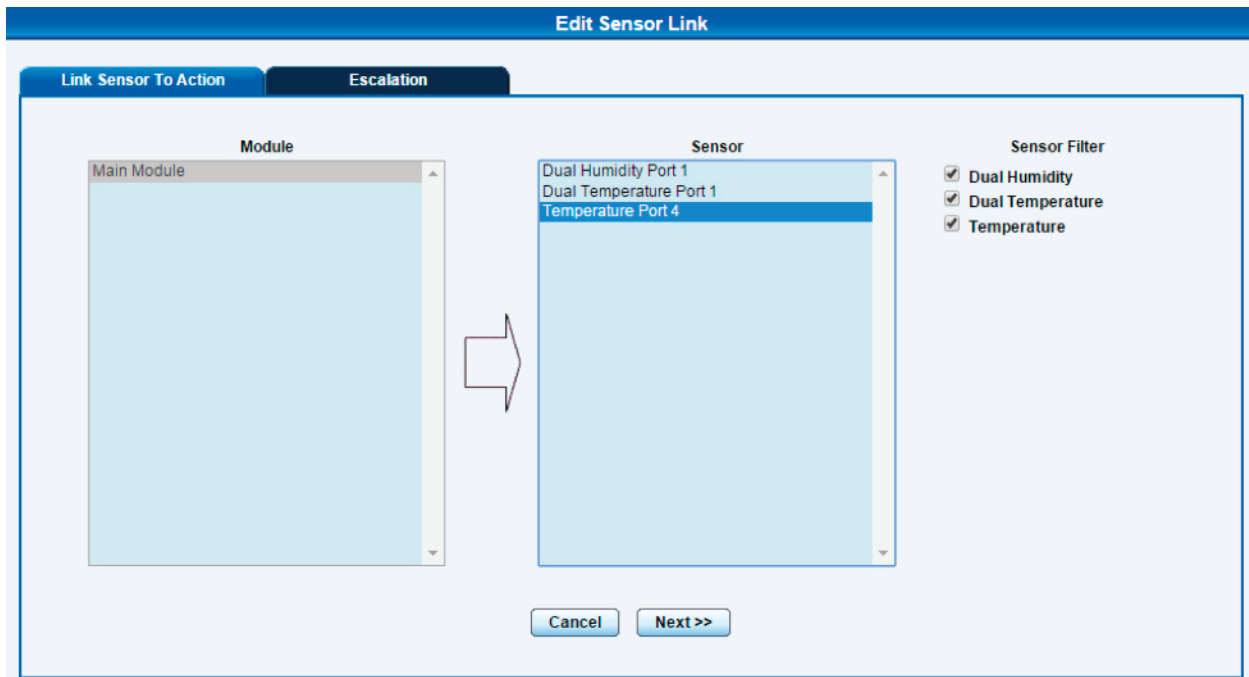 Edit Sensor Link
Link Sensor To Action
Escalation
Module
Main Module
Sensor
Dual Humidity Port 1
Dual Temperature Port 1
Temperature Port 4
Sensor Filter
Dual Humidity
Dual Temperature
Temperature
Cancel
Next >>